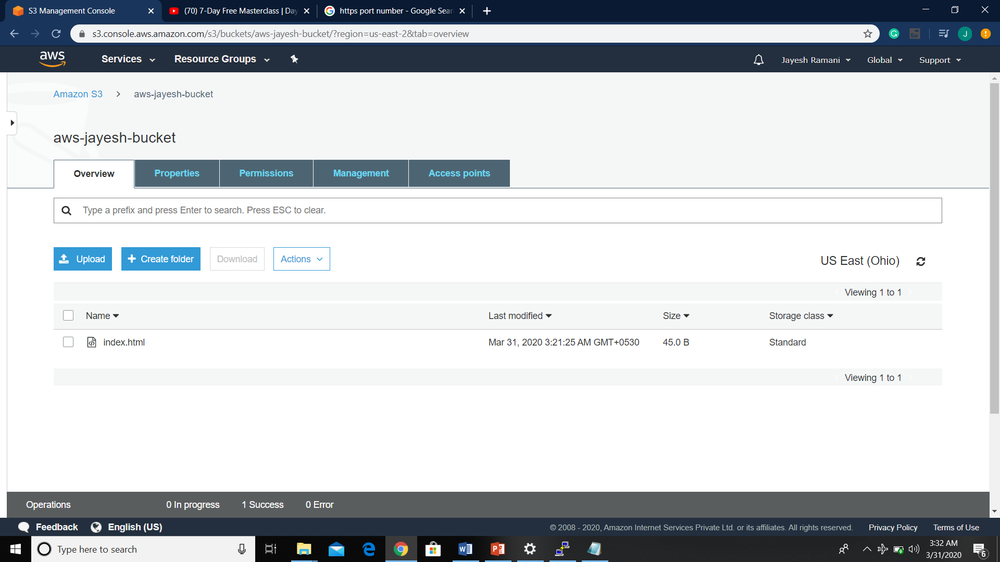 S3 Management Console
(70) 7-Day Free Masterclass | Day
https port number - Google Sear
s3.console.aws.amazon.com/s3/buckets/aws-jayesh-bucket/?region=us-east-2&tab=overview
G
Se
J
aws
Services
Resource Groups
Jayesh Ramani
Global
Support
Amazon S3 > aws-jayesh-bucket
aws-jayesh-bucket
Overview
Properties
Permissions
Management
Access points
Type a prefix and press Enter to search. Press ESC to clear.
Upload
+ Create folder
Download
Actions
US East (Ohio)
Viewing 1 to 1
Name
Last modified
Size
Storage class
index.html
Mar 31, 2020 3:21:25 AM GMT+0530
45.0 B
Standard
Viewing 1 to 1
Operations
0 In progress
1 Success
0 Error
Feedback
English (US)
© 2008 - 2020, Amazon Internet Services Private Ltd. or its affiliates. All rights reserved.
Privacy Policy
Terms of Use
Type here to search
3:32 AM
3/31/2020
6